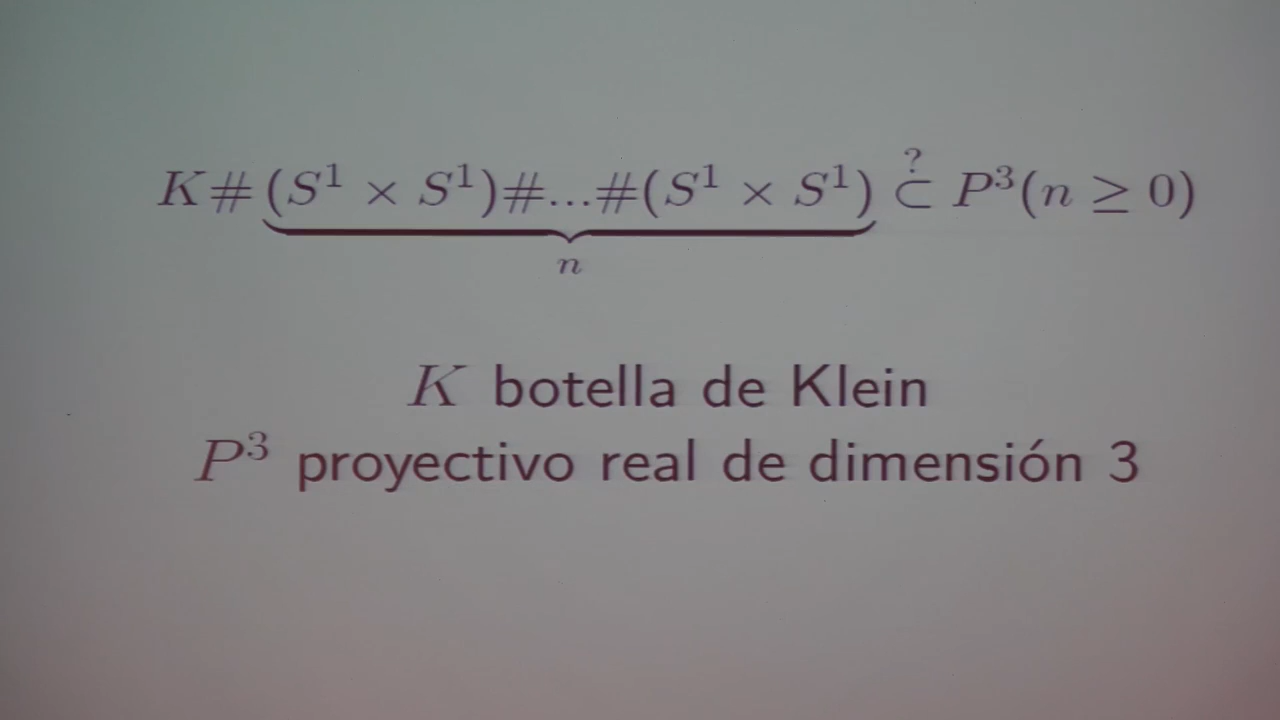 K#(S¹ × S¹)#...#(S¹ × S¹) ⊂ P³(n ≥ 0)
?
n
K botella de Klein
P³ proyectivo real de dimensión 3